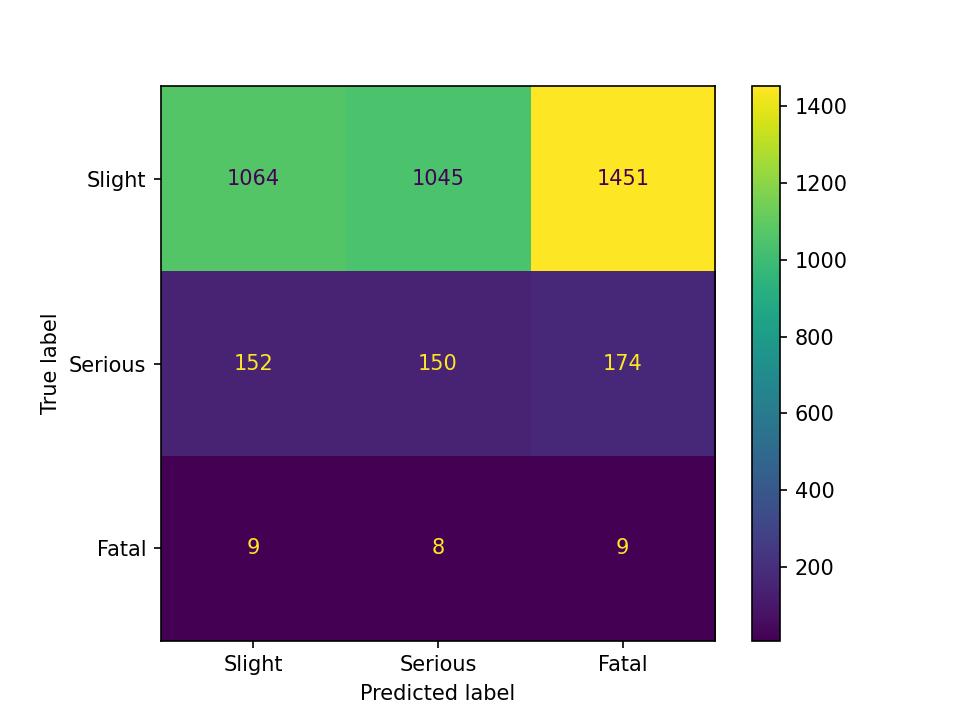 1400
Slight 1064 1045 1451
1200
1000
800
True label
Serious 152 150 174
600
400
Fatal 9 8 9
200
Slight Serious Fatal
Predicted label